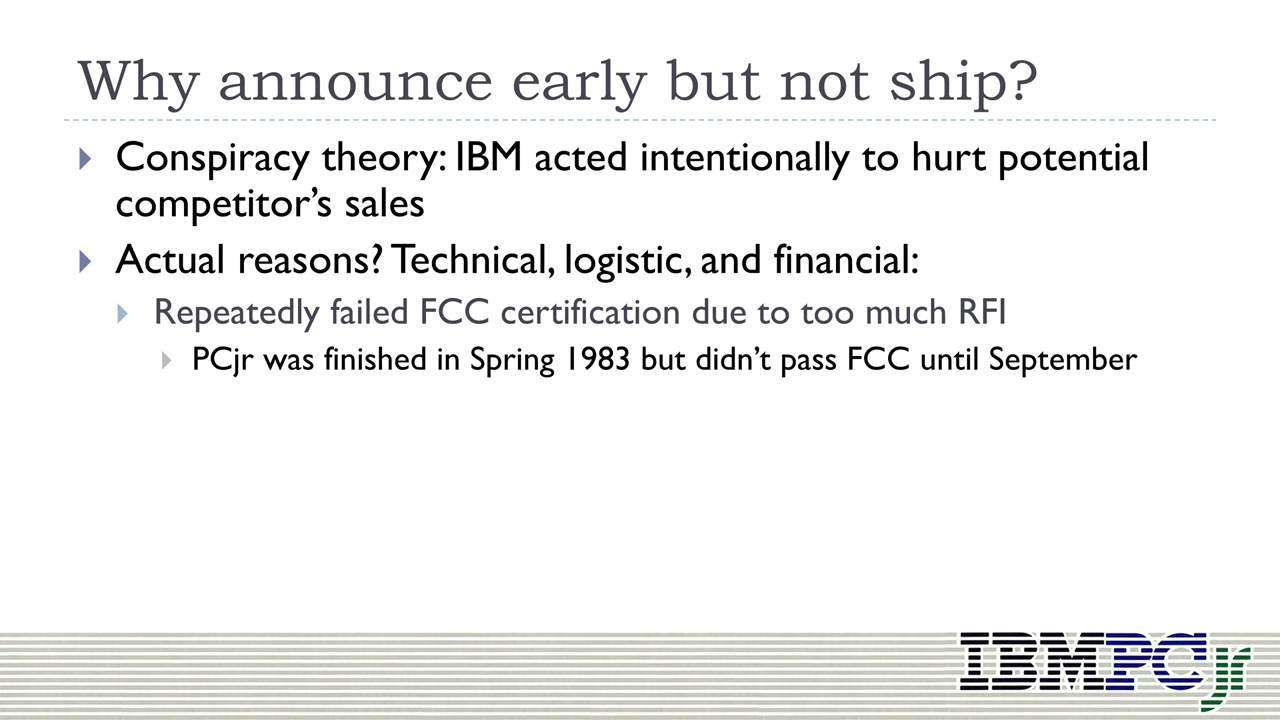 Why announce early but not ship?
Conspiracy theory: IBM acted intentionally to hurt potential
competitor’s sales
Actual reasons? Technical, logistic, and financial:
Repeatedly failed FCC certification due to too much RFI
PCjr was finished in Spring 1983 but didn’t pass FCC until September
IBMPCjr